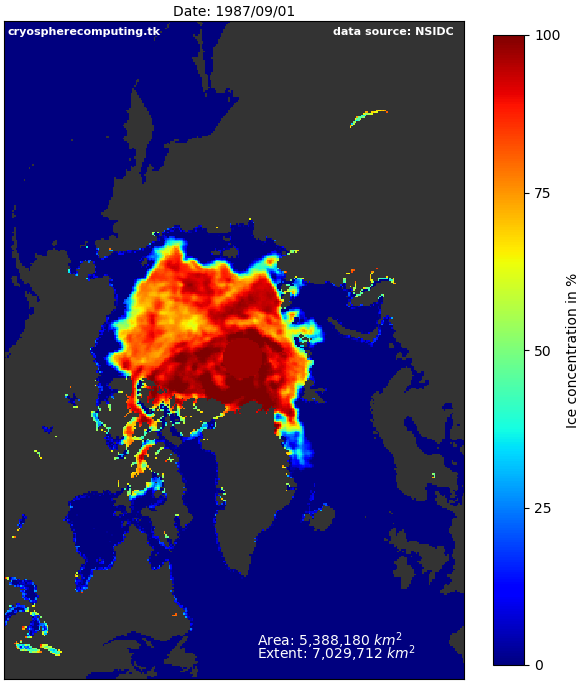 Date: 1987/09/01
cryospherecomputing.tk
data source: NSIDC
100
75
50
25
0
Ice concentration in %
Area: 5,388,180 km²
Extent: 7,029,712 km²